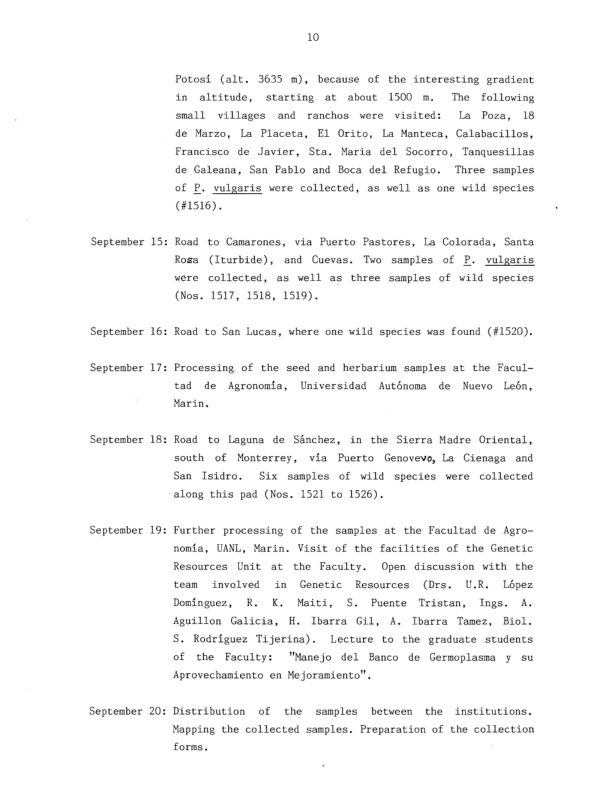 10
Potosí (alt. 3635 m), because of the interesting gradient
in altitude, starting at about 1500 m. The following
small villages and ranchos were visited: La Poza, 18
de Marzo, La Placeta, El Orito, La Manteca, Calabacillos,
Francisco de Javier, Sta. Maria del Socorro, Tanquesillas
de Galeana, San Pablo and Boca del Refugio. Three samples
of P. vulgaris were collected, as well as one wild species
(#1516).
September 15: Road to Camarones, via Puerto Pastores, La Colorada, Santa
Rosa (Iturbide), and Cuevas. Two samples of P. vulgaris
were collected, as well as three samples of wild species
(Nos. 1517, 1518, 1519).
September 16: Road to San Lucas, where one wild species was found (#1520).
September 17: Processing of the seed and herbarium samples at the Facul-
tad de Agronomía, Universidad Autónoma de Nuevo León,
Marin.
September 18: Road to Laguna de Sánchez, in the Sierra Madre Oriental,
south of Monterrey, vía Puerto Genovevo, La Cienaga and
San Isidro. Six samples of wild species were collected
along this pad (Nos. 1521 to 1526).
September 19: Further processing of the samples at the Facultad de Agro-
nomía, UANL, Marin. Visit of the facilities of the Genetic
Resources Unit at the Faculty. Open discussion with the
team involved in Genetic Resources (Drs. U.R. López
Domínguez, R. K. Maiti, S. Puente Tristan, Ings. A.
Aguillon Galicia, H. Ibarra Gil, A. Ibarra Tamez, Biol.
S. Rodríguez Tijerina). Lecture to the graduate students
of the Faculty: "Manejo del Banco de Germoplasma y su
Aprovechamiento en Mejoramiento".
September 20: Distribution of the samples between the institutions.
Mapping the collected samples. Preparation of the collection
forms.